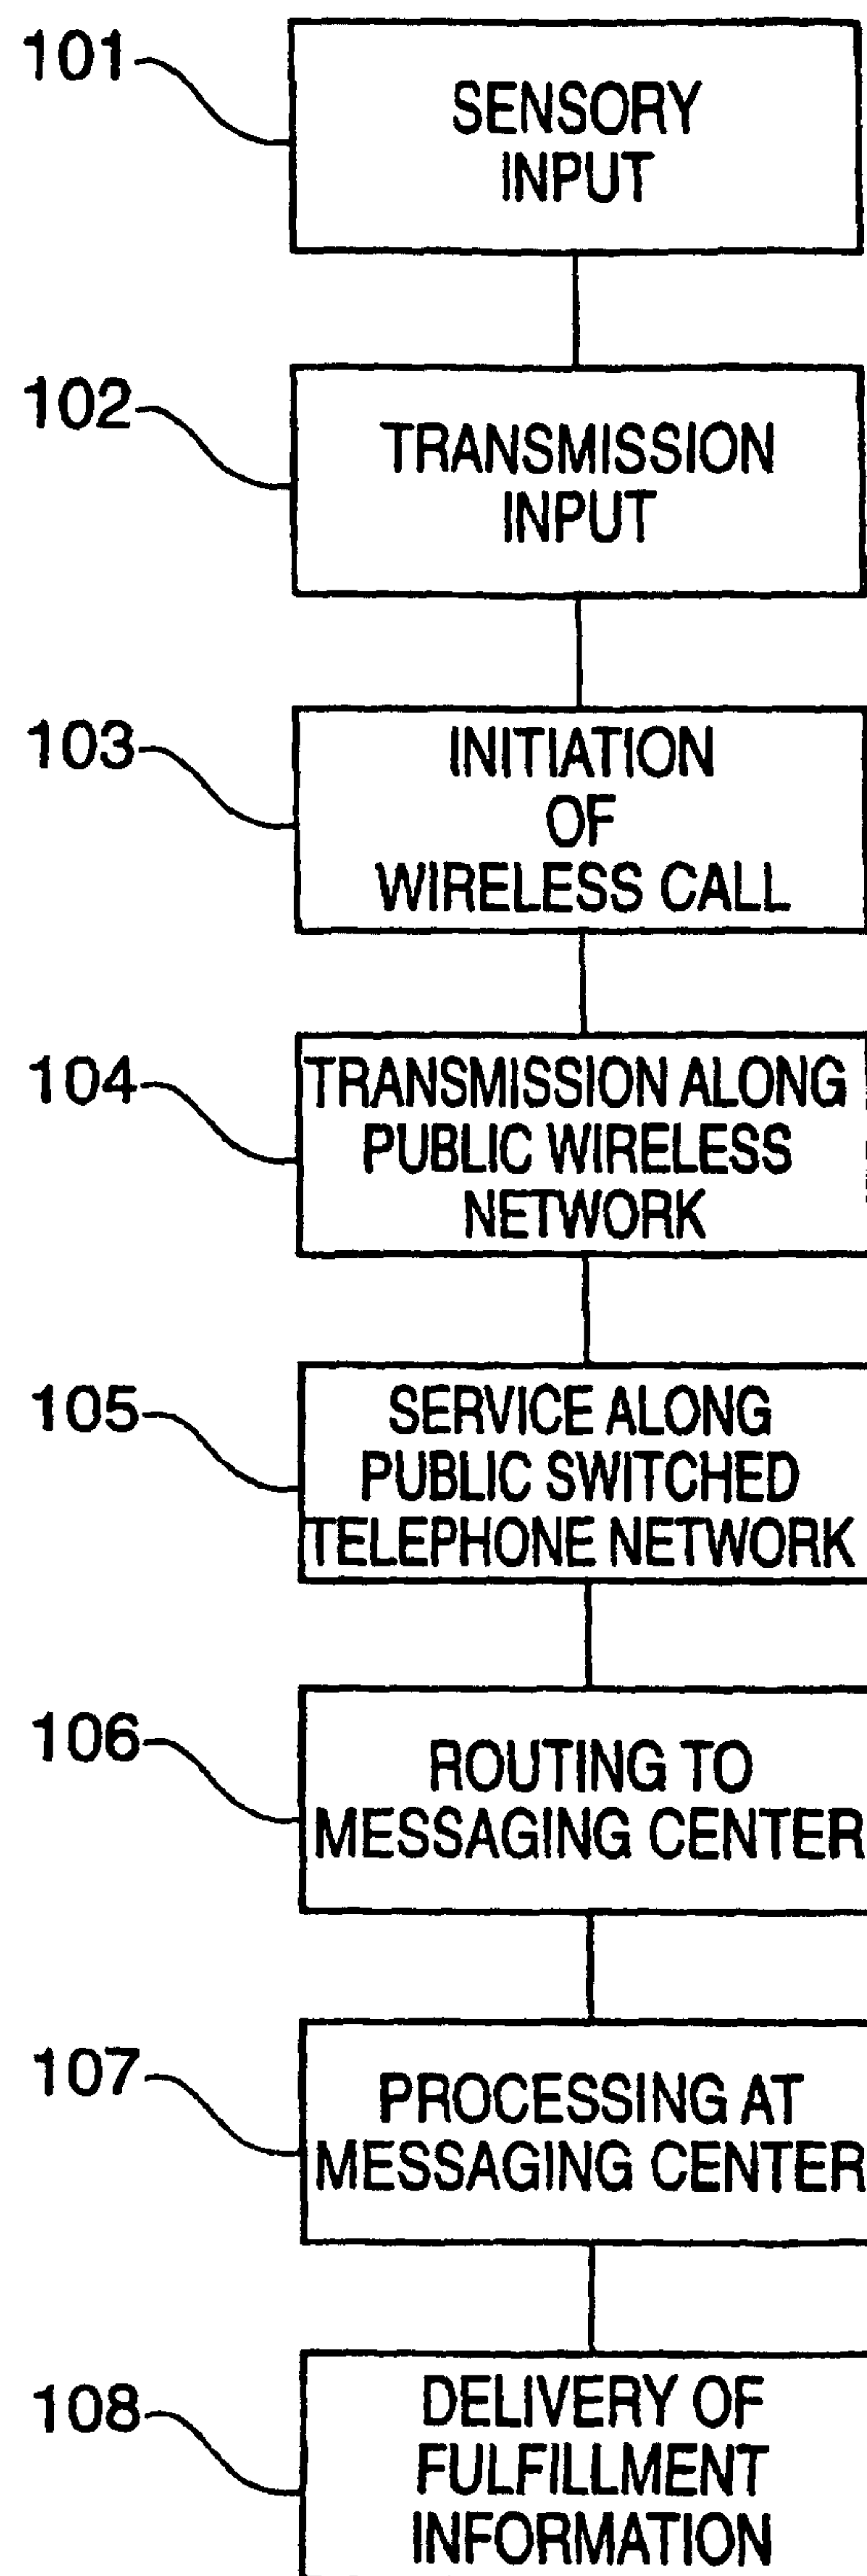 101
SENSORY
INPUT
102
TRANSMISSION
INPUT
103
INITIATION
OF
WIRELESS CALL
104
TRANSMISSION ALONG
PUBLIC WIRELESS
NETWORK
105
SERVICE ALONG
PUBLIC SWITCHED
TELEPHONE NETWORK
106
ROUTING TO
MESSAGING CENTER
107
PROCESSING AT
MESSAGING CENTER
108
DELIVERY OF
FULFILLMENT
INFORMATION